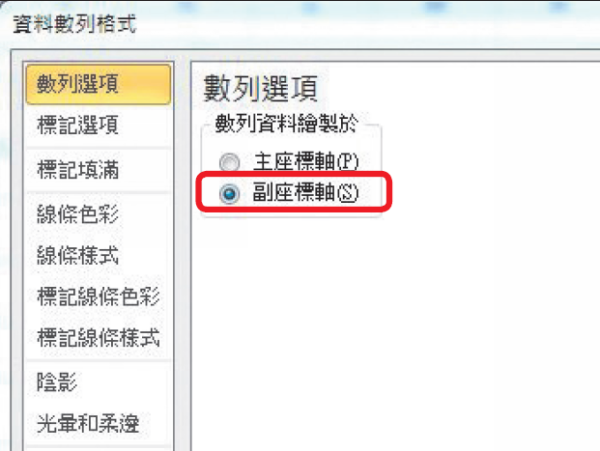 資料數列格式
數列選項
標記選項
標記填滿
線條色彩
線條樣式
標記線條色彩
標記線條樣式
陰影
光暈和柔邊
數列選項
數列資料繪製於
主座標軸(P)
副座標軸(S)